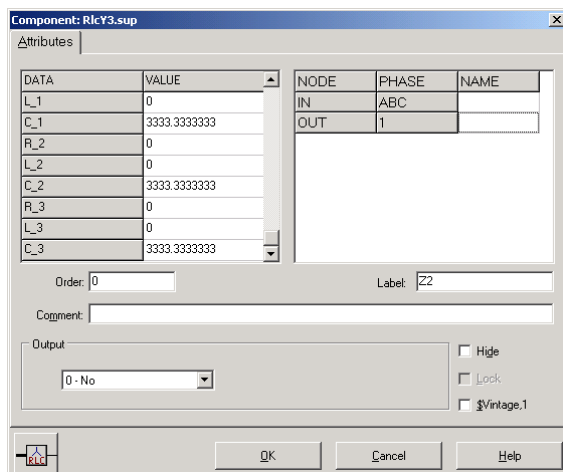 Component: RlcY3.sup
Attributes
DATA VALUE
L_1 0
C_1 3333.3333333
R_2 0
L_2 0
C_2 3333.3333333
R_3 0
L_3 0
C_3 3333.3333333
NODE PHASE NAME
IN ABC
OUT 1
Order: 0
Label: Z2
Comment:
Output
0 - No
Hide
Lock
$Vintage,1
RLC
OK Cancel Help